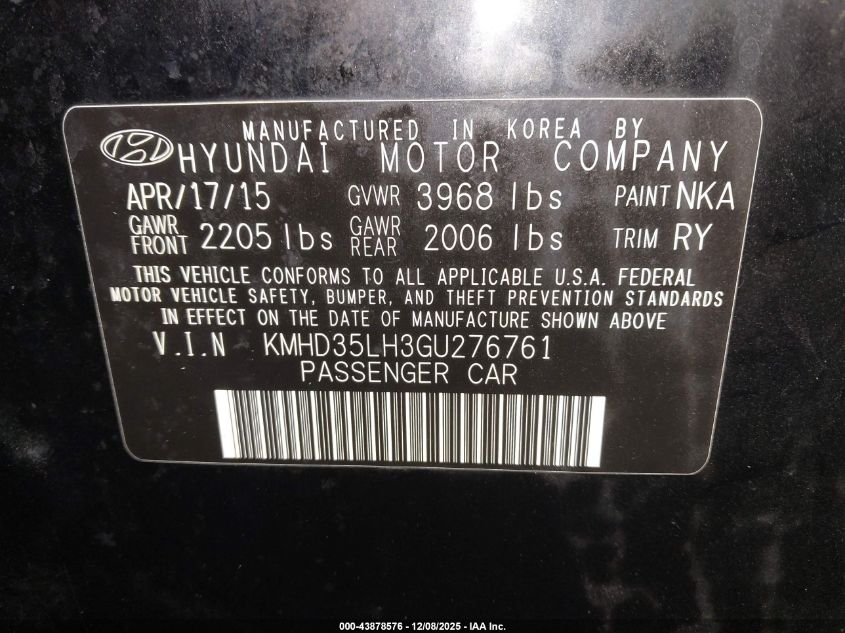 MANUFACTURED IN KOREA BY
HYUNDAI MOTOR COMPANY
APR/17/15 GVWR 3968 lbs PAINT NKA
GAWR FRONT 2205 lbs GAWR REAR 2006 lbs TRIM RY
THIS VEHICLE CONFORMS TO ALL APPLICABLE U.S.A. FEDERAL
MOTOR VEHICLE SAFETY, BUMPER, AND THEFT PREVENTION STANDARDS
IN EFFECT ON THE DATE OF MANUFACTURE SHOWN ABOVE
V.I.N KMHD35LH3GU276761
PASSENGER CAR
000-43878576 - 12/08/2025 - IAA Inc.